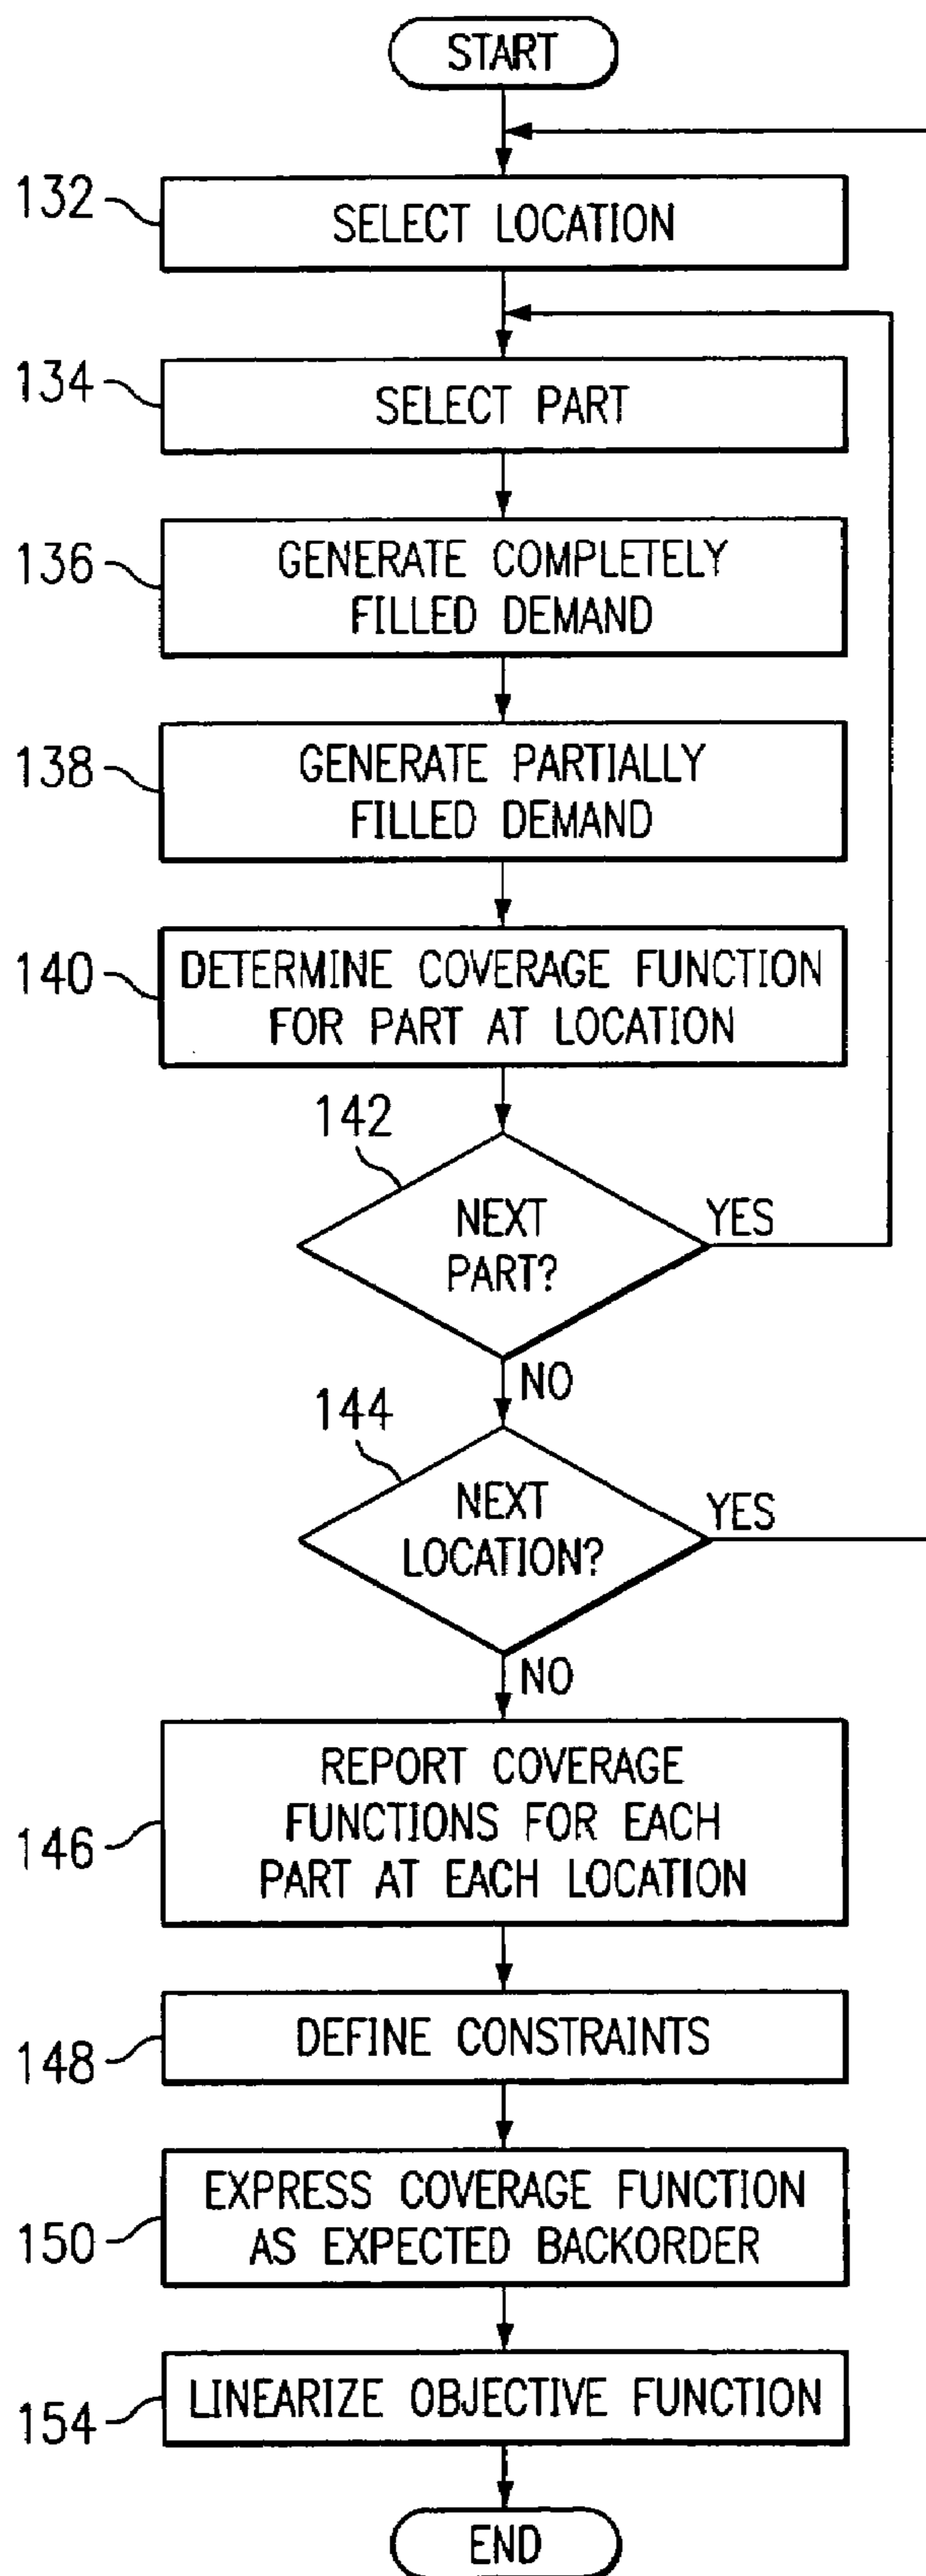 START
132
SELECT LOCATION
134
SELECT PART
136
GENERATE COMPLETELY
FILLED DEMAND
138
GENERATE PARTIALLY
FILLED DEMAND
140
DETERMINE COVERAGE FUNCTION
FOR PART AT LOCATION
142
NEXT
PART?
YES
NO
144
NEXT
LOCATION?
YES
NO
146
REPORT COVERAGE
FUNCTIONS FOR EACH
PART AT EACH LOCATION
148
DEFINE CONSTRAINTS
150
EXPRESS COVERAGE FUNCTION
AS EXPECTED BACKORDER
154
LINEARIZE OBJECTIVE FUNCTION
END